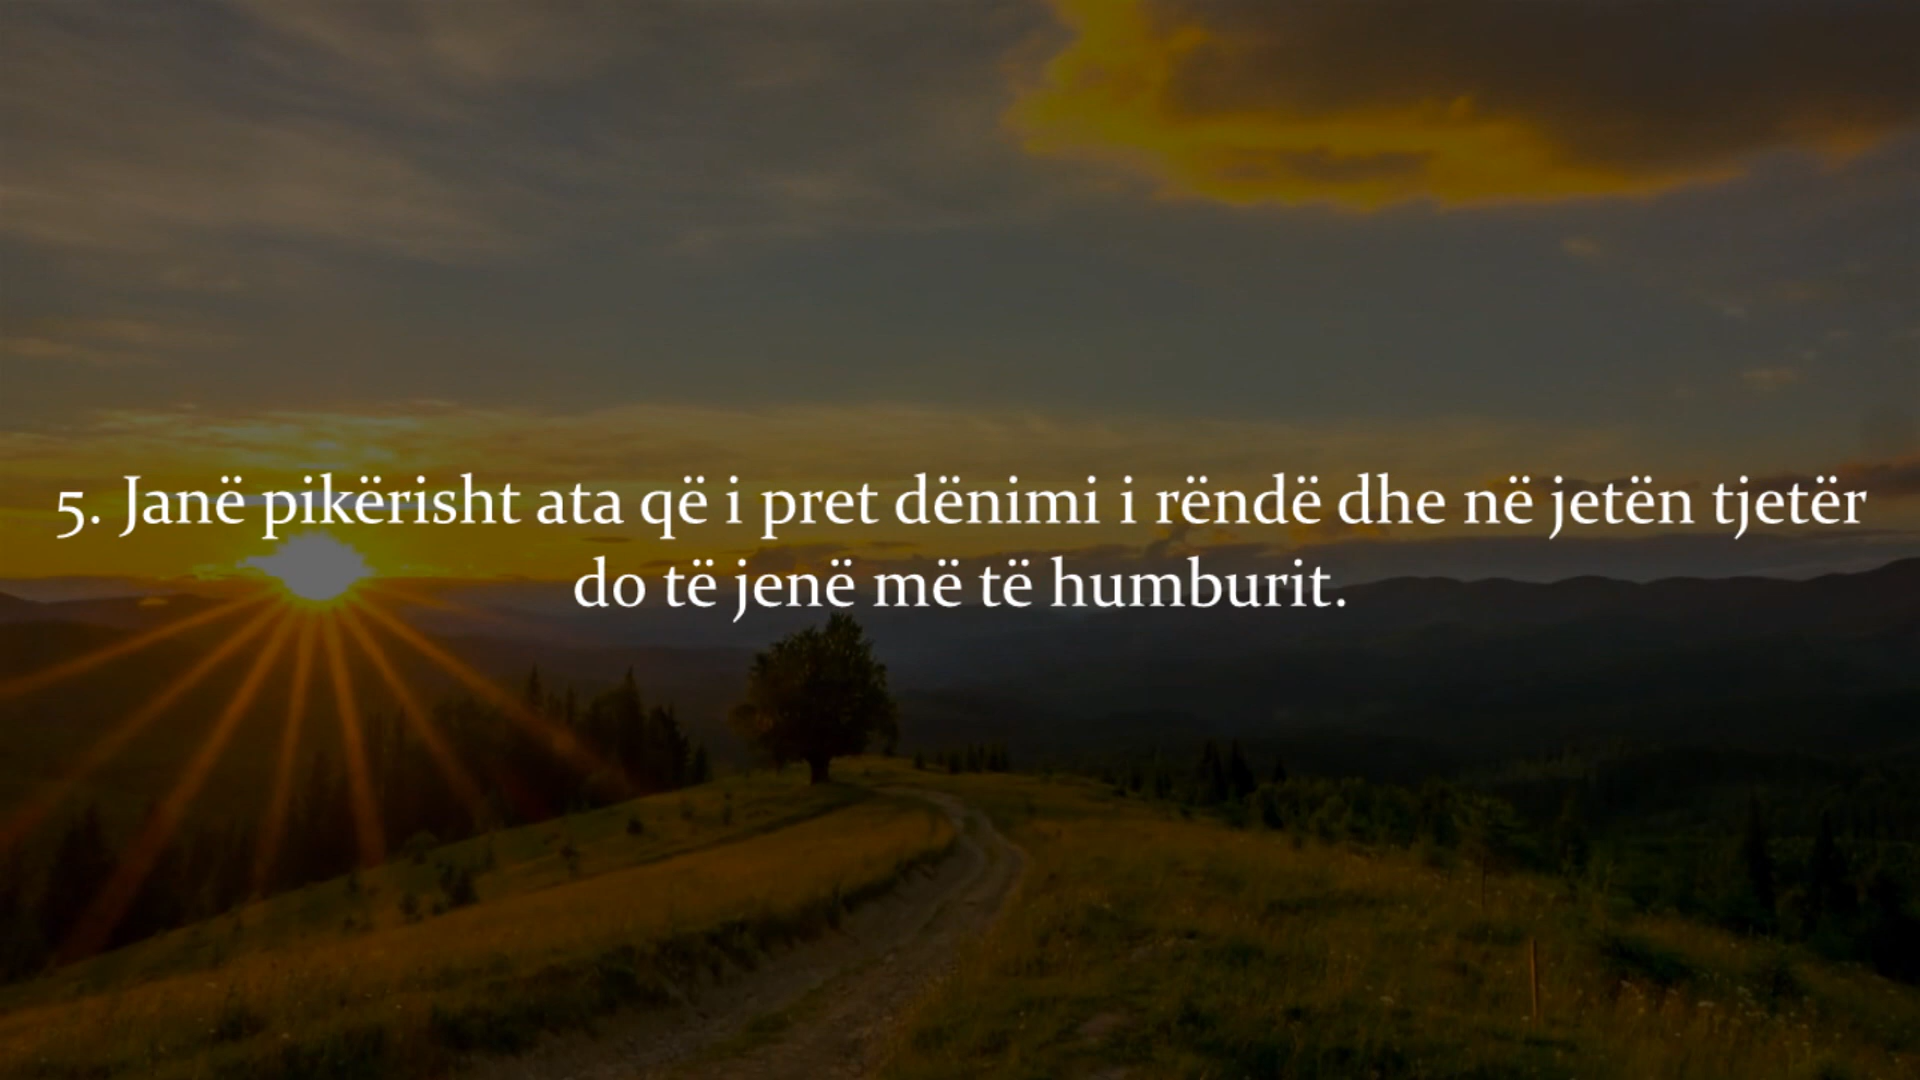 5. Janë pikërisht ata që i pret dënimi i rëndë dhe në jetën tjetër
do të jenë më të humburit.